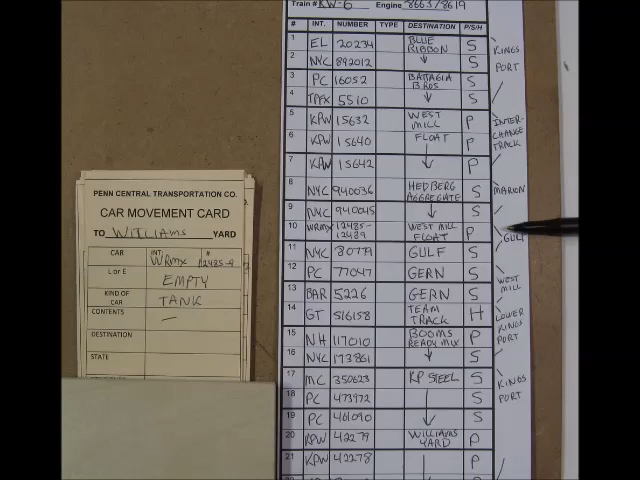 Train # KW-6 Engine 8663/8619
# INT. NUMBER TYPE DESTINATION P/S/H
1 EL 20234 BLUE RIBBON S
2 NYC 892012 S
KINGS PORT
3 PC 16052 BATTAGIA BROS S
4 TPFX 5510 S
5 KPW 15632 WEST MILL P
6 KPW 15640 FLOAT P
7 KPW 15642 P
INTER-CHANGE TRACK
8 NYC 940036 HEDBERG AGGREGATE S MARION
9 NYC 940045 S
10 WRMX 12485-12489 WEST MILL FLOAT P
GULF
11 NYC 80779 GULF S
12 PC 77047 GERN S
13 BAR 5226 GERN S
WEST MILL
14 GT 516158 TEAM TRACK H
15 NH 117010 BOOMS READY MIX P
16 NYC 173861 S
LOWER KINGS PORT
17 MC 350623 KP STEEL S
18 PC 473972 S
KINGS PORT
19 PC 461090 S
20 KPW 42279 WILLIAMS YARD P
21 KPW 42278 P
PENN CENTRAL TRANSPORTATION CO.
CAR MOVEMENT CARD
TO WILLIAMS YARD
CAR INT: WRMX # 12485-9
L or E EMPTY
KIND OF CAR TANK
CONTENTS —
DESTINATION
STATE